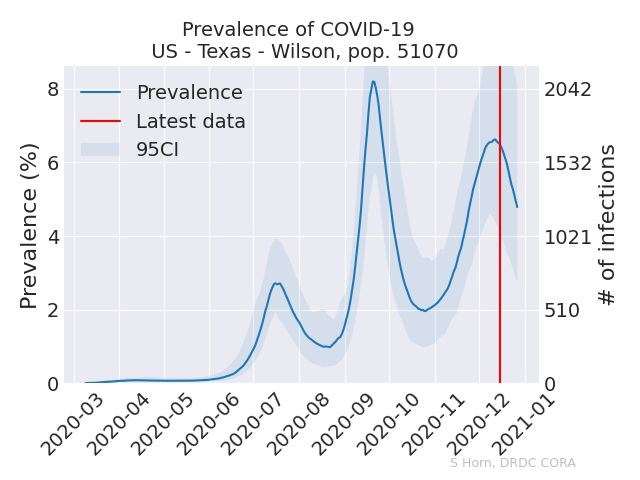 Prevalence of COVID-19
US - Texas - Wilson, pop. 51070
Prevalence
Latest data
95CI
Prevalence (%)
8
6
4
2
0
2042
1532
1021
510
0
# of infections
2020-03
2020-04
2020-05
2020-06
2020-07
2020-08
2020-09
2020-10
2020-11
2020-12
2021-01
S Horn, DRDC CORA